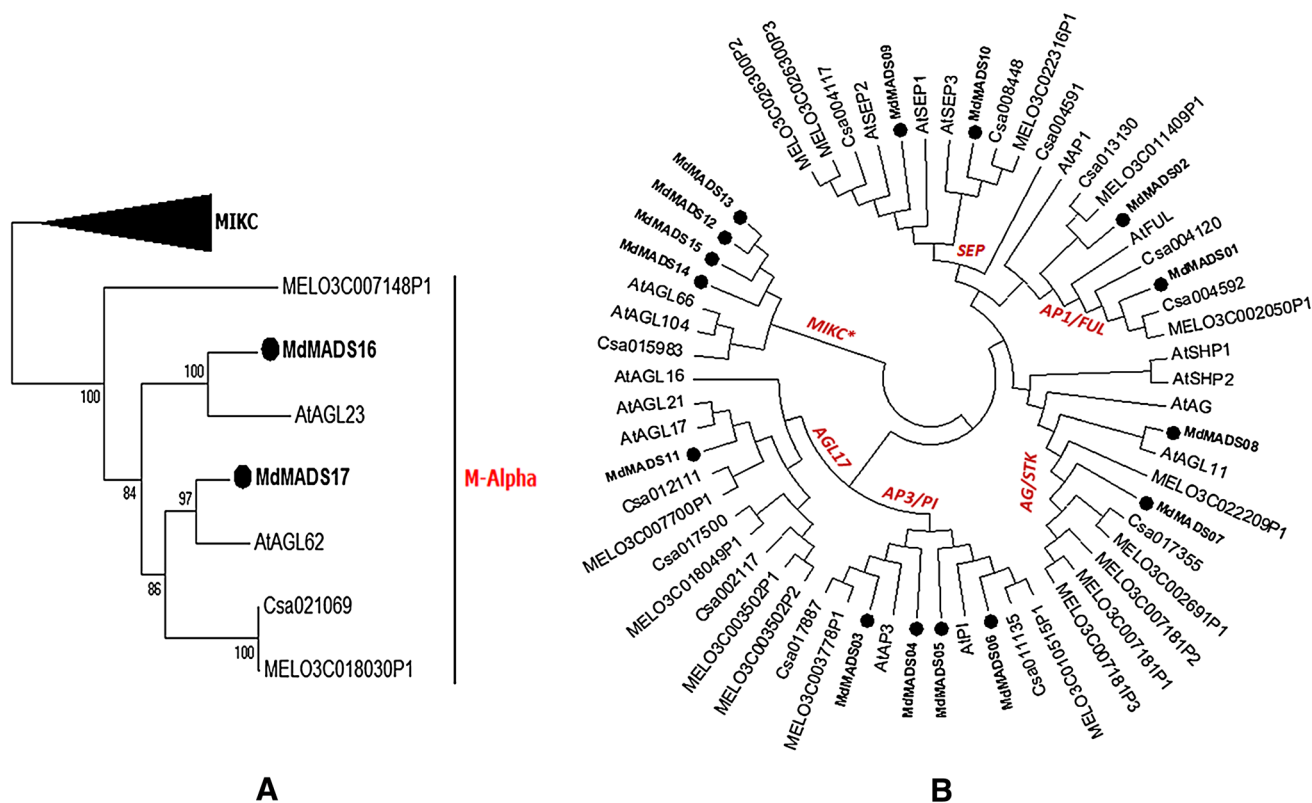 MIKC
MELO3C007148P1
MdMADS16
100
AtAGL23
100
MdMADS17
97
84
AtAGL62
86
Csa021069
100
MELO3C018030P1
M-Alpha
A
MELO3C026300P2
MELO3C026300P3
Csa004117
AtSEP2
MdMADS09
AtSEP1
AtSEP3
MdMADS10
Csa008448
MELO3C022316P1
Csa004591
AtAP1
Csa013130
MELO3C011409P1
MdMADS02
AtFUL
Csa004120
MdMADS01
Csa004592
MELO3C002050P1
AtSHP1
AtSHP2
AtAG
MdMADS08
AtAGL11
MELO3C022209P1
MdMADS07
Csa017355
MELO3C002691P1
MELO3C007181P2
MELO3C007181P1
MELO3C007181P3
MELO3C010515P1
Csa011135
MdMADS06
AtPI
MdMADS05
MdMADS04
AtAP3
MdMADS03
MELO3C003778P1
Csa017887
MELO3C003502P2
MELO3C003502P1
Csa002117
MELO3C018049P1
Csa017500
MELO3C007700P1
Csa012111
MdMADS11
AtAGL17
AtAGL21
AtAGL16
Csa015983
AtAGL104
AtAGL66
MdMADS14
MdMADS15
MdMADS12
MdMADS13
SEP
AP1/FUL
MIKC*
AGL17
AP3/PI
AG/STK
B